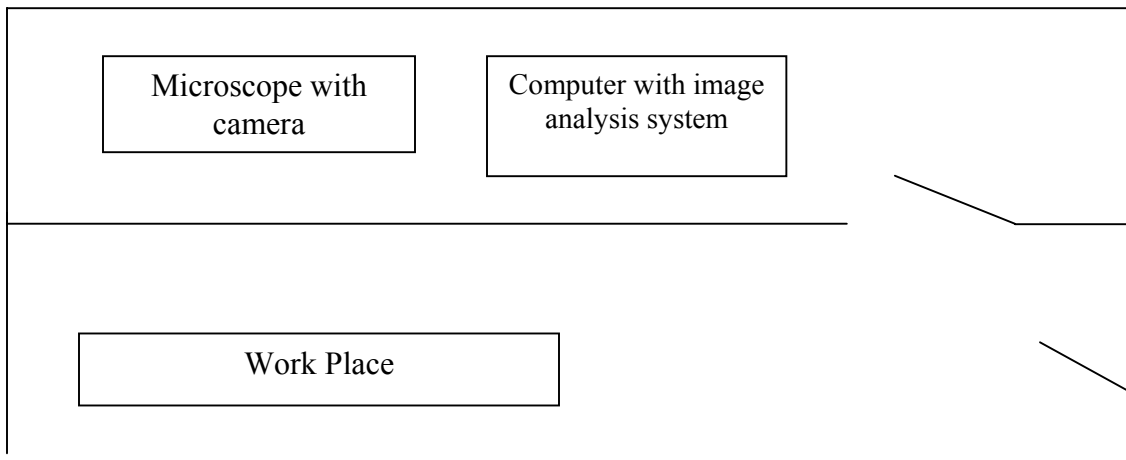 Microscope with
camera
Computer with image
analysis system
Work Place